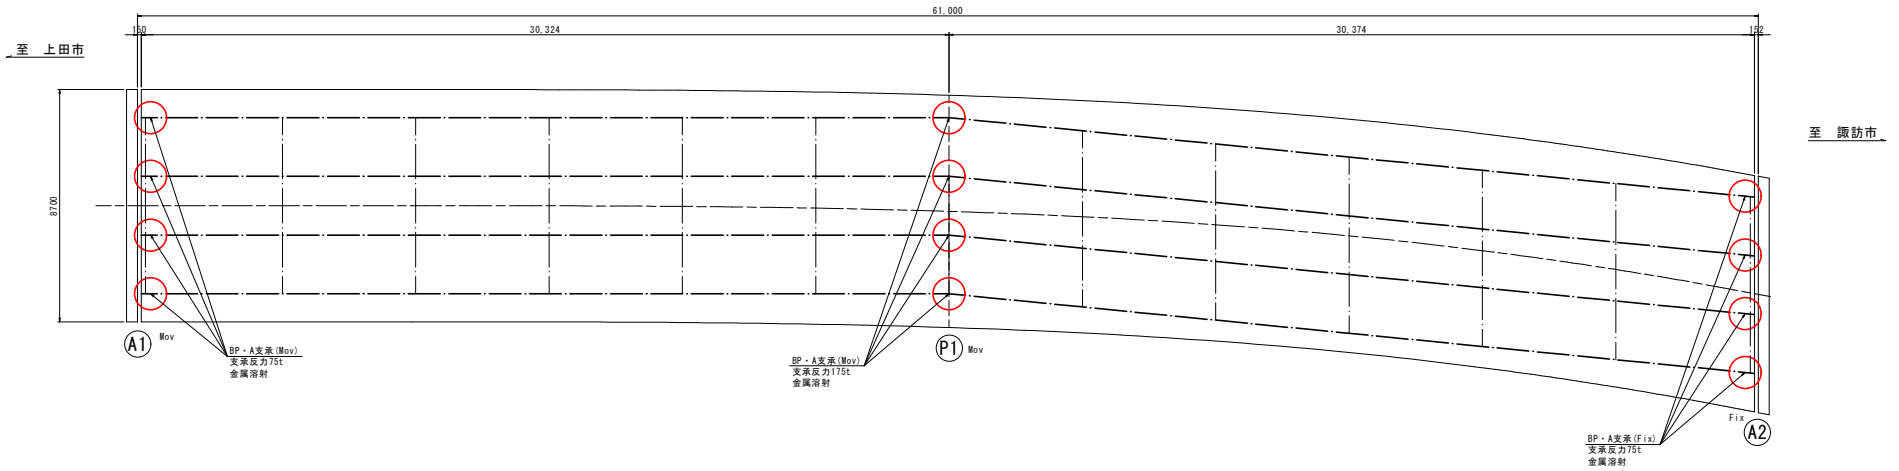 61,000
150
30,324
30,374
152
至 上田市
至 諏訪市
8700
A1
Mov
BP・A支承(Mov)
支承反力75t
金属溶射
P1
Mov
BP・A支承(Mov)
支承反力175t
金属溶射
Fix
A2
BP・A支承(Fix)
支承反力75t
金属溶射